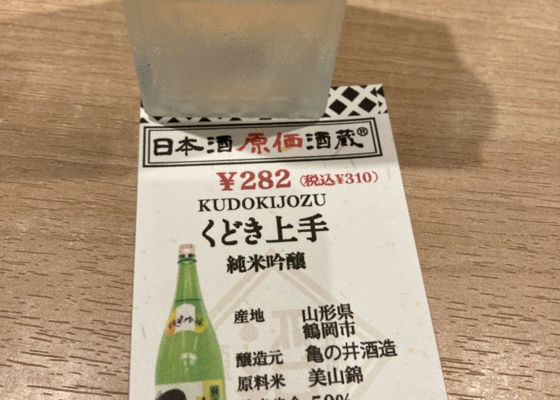 日本酒原価酒蔵®
¥282(税込¥310)
KUDOKIJOZU
くどき上手
純米吟醸
産地 山形県
鶴岡市
醸造元 亀の井酒造
原料米 美山錦
50%